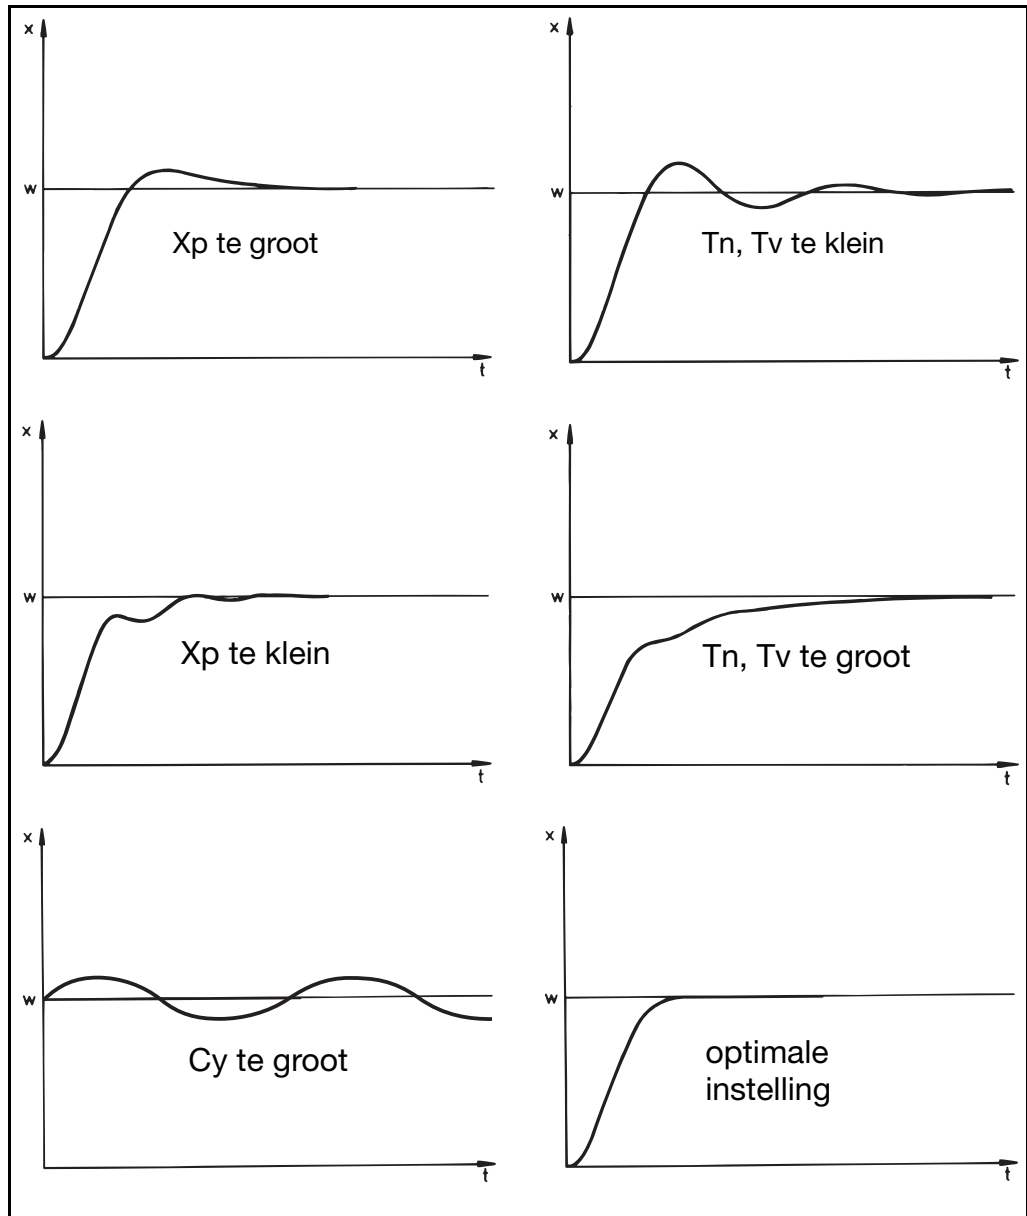 x
w
Xp te groot
t
x
w
Tn, Tv te klein
t
x
w
Xp te klein
t
x
w
Tn, Tv te groot
t
x
w
Cy te groot
t
x
w
optimale
instelling
t